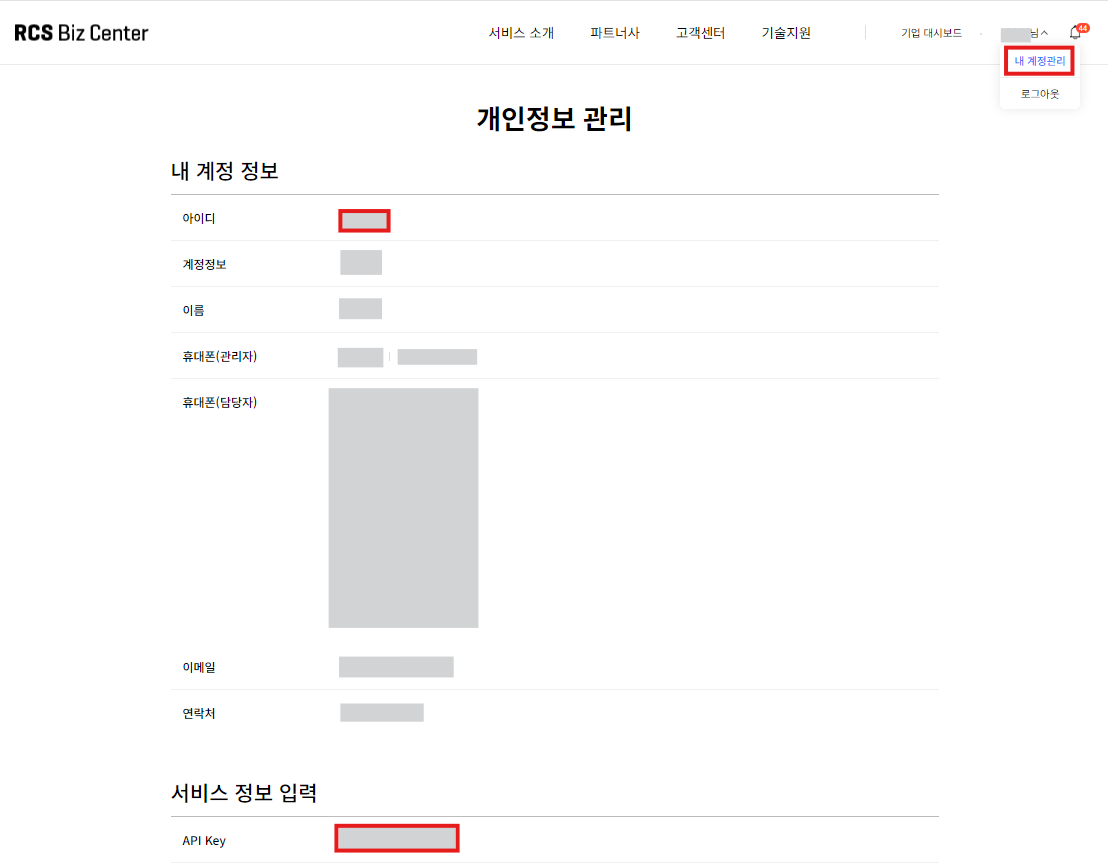 RCS Biz Center 서비스 소개 파트너사 고객센터 기술지원 기업 대시보드 님 44
내 계정관리
로그아웃
개인정보 관리
내 계정 정보
아이디
계정정보
이름
휴대폰(관리자)
휴대폰(담당자)
이메일
연락처
서비스 정보 입력
API Key